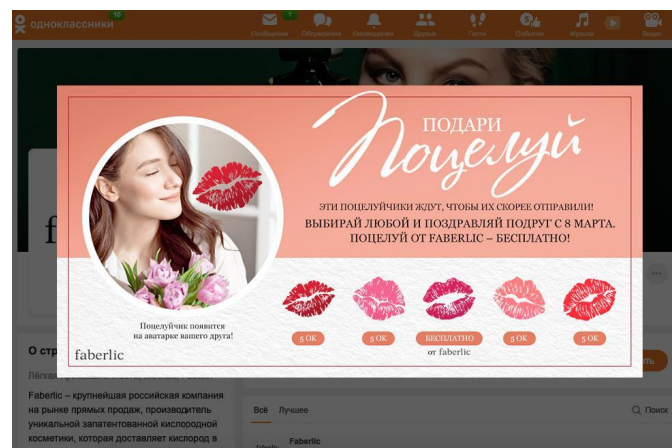 одноклассники
10
1
Сообщения
Обсуждения
Оповещения
Друзья
Гости
События
Музыка
Видео
ПОДАРИ
Поцелуй
ЭТИ ПОЦЕЛУЙЧИКИ ЖДУТ, ЧТОБЫ ИХ СКОРЕЕ ОТПРАВИЛИ!
ВЫБИРАЙ ЛЮБОЙ И ПОЗДРАВЛЯЙ ПОДРУГ С 8 МАРТА.
ПОЦЕЛУЙ ОТ FABERLIC – БЕСПЛАТНО!
Поцелуйчик появится
на аватарке вашего друга!
faberlic
5 ОК
5 ОК
БЕСПЛАТНО
5 ОК
5 ОК
от faberlic
О стр
Faberlic – крупнейшая российская компания
на рынке прямых продаж, производитель
уникальной запатентованной кислородной
косметики, которая доставляет кислород в
Всё
Лучшее
Поиск
Faberlic